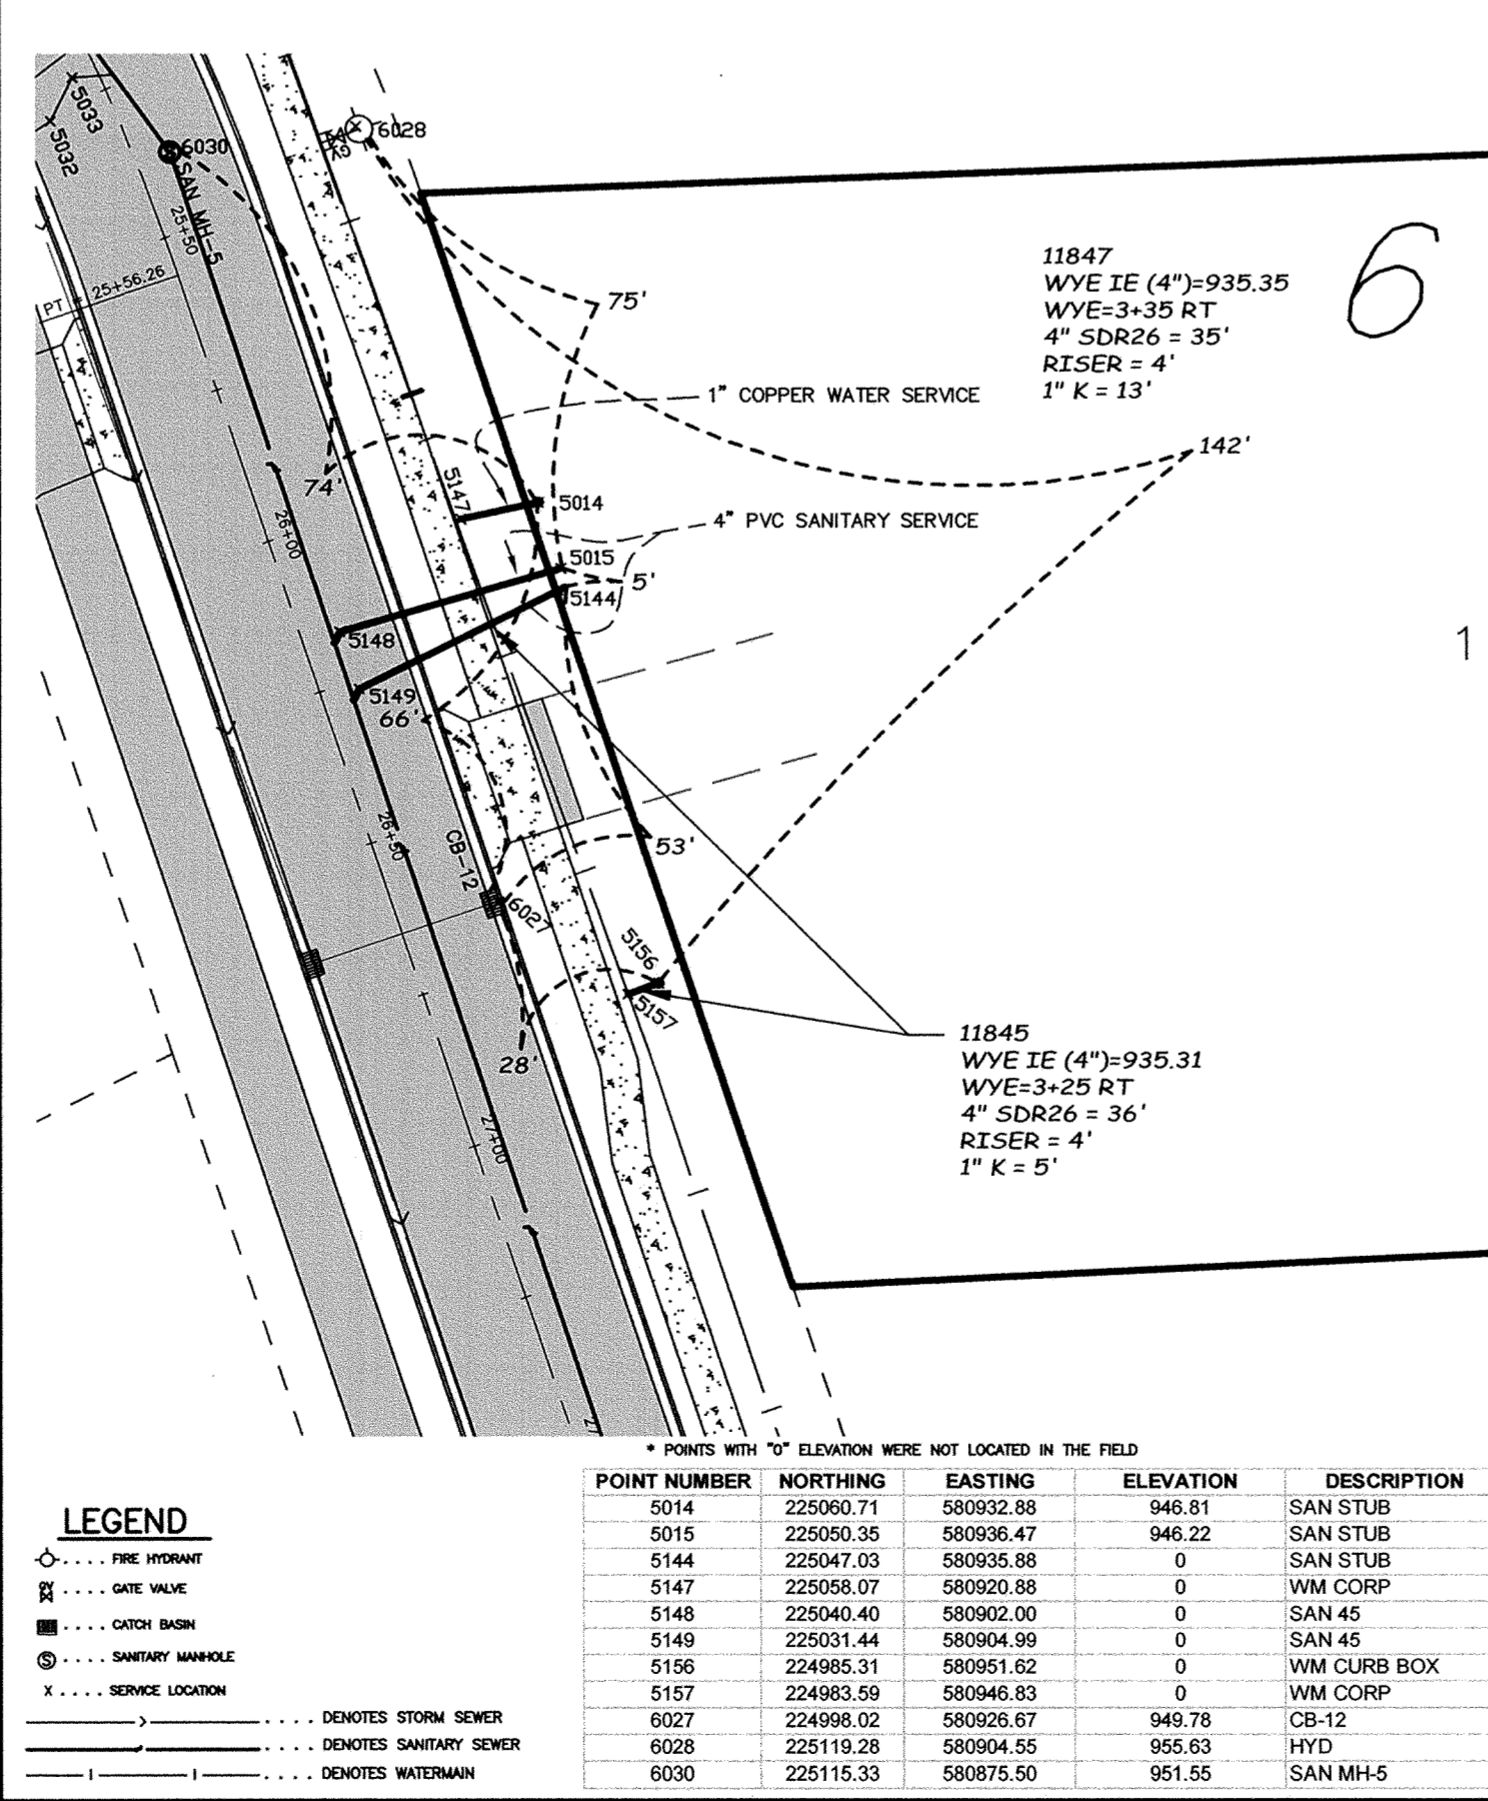 5033
5032
6030
SAN MH-5
25+50
PT = 25+56.26
GV
6028
6
11847
WYE IE (4")=935.35
WYE=3+35 RT
4" SDR26 = 35'
RISER = 4'
1" K = 13'
75'
1" COPPER WATER SERVICE
142'
74'
5147
5014
4" PVC SANITARY SERVICE
26+00
5015
5'
5144
5148
5149
66'
1
26+50
CB-12
53'
6027
5156
5157
28'
11845
WYE IE (4")=935.31
WYE=3+25 RT
4" SDR26 = 36'
RISER = 4'
1" K = 5'
27+00
27
* POINTS WITH "0" ELEVATION WERE NOT LOCATED IN THE FIELD
POINT NUMBER NORTHING EASTING ELEVATION DESCRIPTION
5014 225060.71 580932.88 946.81 SAN STUB
5015 225050.35 580936.47 946.22 SAN STUB
5144 225047.03 580935.88 0 SAN STUB
5147 225058.07 580920.88 0 WM CORP
5148 225040.40 580902.00 0 SAN 45
5149 225031.44 580904.99 0 SAN 45
5156 224985.31 580951.62 0 WM CURB BOX
5157 224983.59 580946.83 0 WM CORP
6027 224998.02 580926.67 949.78 CB-12
6028 225119.28 580904.55 955.63 HYD
6030 225115.33 580875.50 951.55 SAN MH-5
LEGEND
.... FIRE HYDRANT
GV .... GATE VALVE
.... CATCH BASIN
S .... SANITARY MANHOLE
X .... SERVICE LOCATION
.... DENOTES STORM SEWER
.... DENOTES SANITARY SEWER
.... DENOTES WATERMAIN